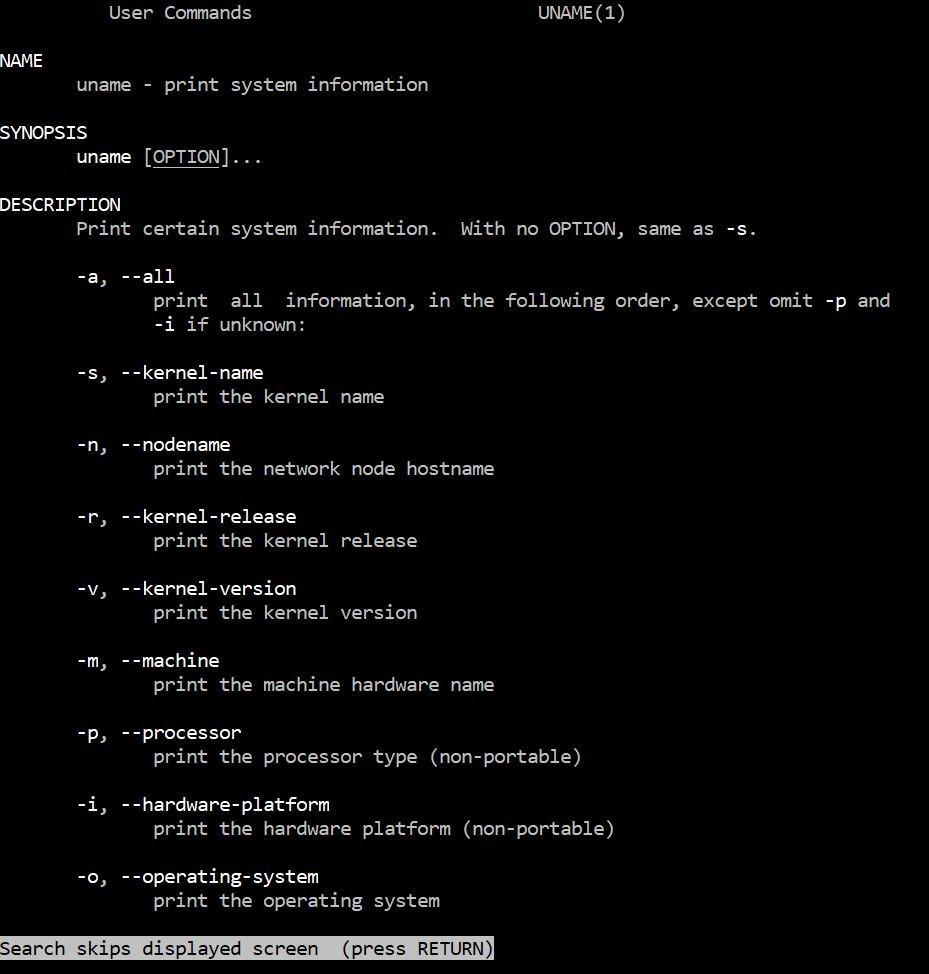 User Commands UNAME(1)
NAME
uname - print system information
SYNOPSIS
uname [OPTION]...
DESCRIPTION
Print certain system information.  With no OPTION, same as -s.
-a, --all
print  all  information, in the following order, except omit -p and
-i if unknown:
-s, --kernel-name
print the kernel name
-n, --nodename
print the network node hostname
-r, --kernel-release
print the kernel release
-v, --kernel-version
print the kernel version
-m, --machine
print the machine hardware name
-p, --processor
print the processor type (non-portable)
-i, --hardware-platform
print the hardware platform (non-portable)
-o, --operating-system
print the operating system
Search skips displayed screen  (press RETURN)